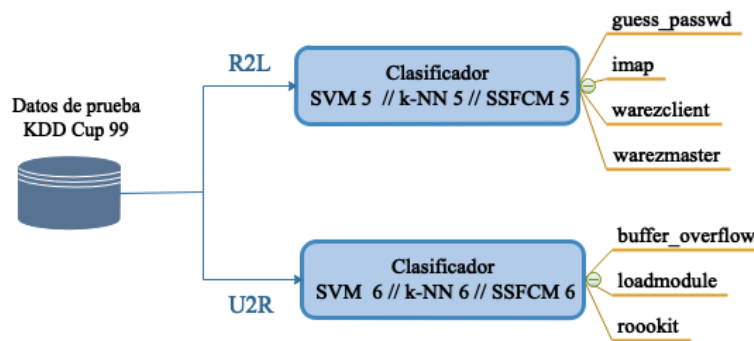 Datos de prueba
KDD Cup 99
R2L
Clasificador
SVM 5 // k-NN 5 // SSFCM 5
guess_passwd
imap
warezclient
warezmaster
U2R
Clasificador
SVM 6 // k-NN 6 // SSFCM 6
buffer_overflow
loadmodule
roookit